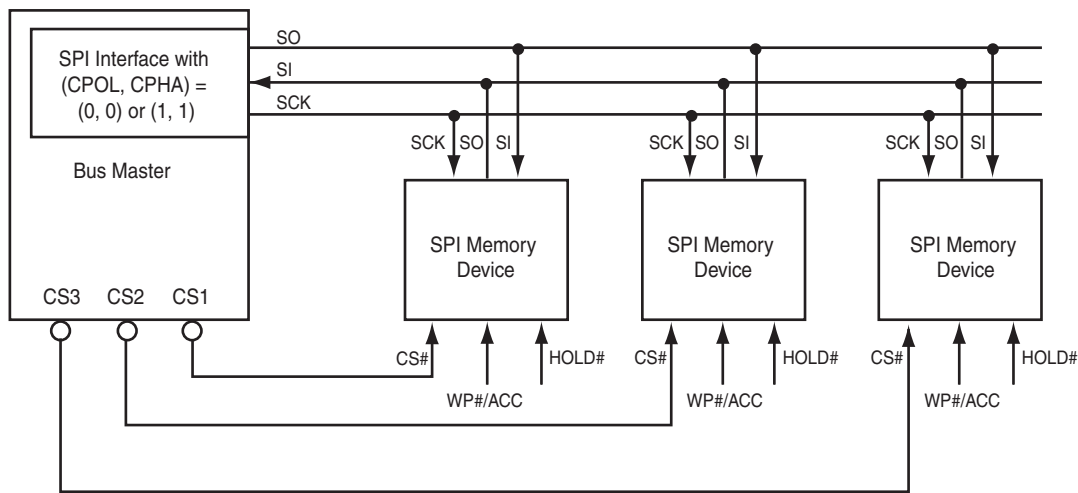 SPI Interface with
(CPOL, CPHA) =
(0, 0) or (1, 1)
Bus Master
SO
SI
SCK
SCK SO SI
SCK SO SI
SCK SO SI
SPI Memory
Device
SPI Memory
Device
SPI Memory
Device
CS3 CS2 CS1
CS# HOLD#
WP#/ACC
CS# HOLD#
WP#/ACC
CS# HOLD#
WP#/ACC